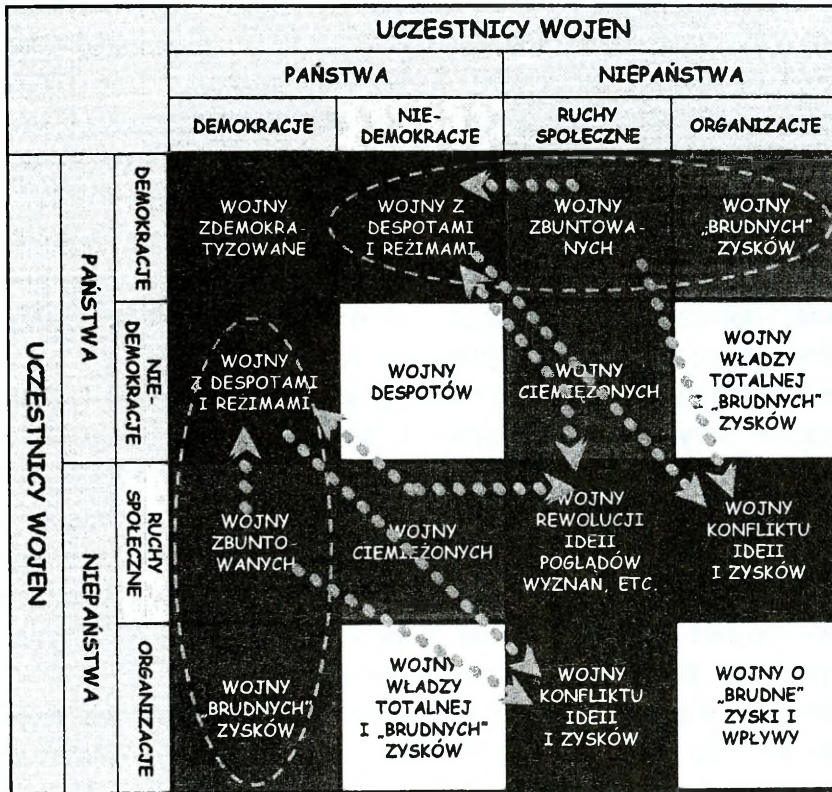 UCZESTNICY WOJEN
PAŃSTWA
NIEPAŃSTWA
DEMOKRACJE
NIE-
DEMOKRACJE
RUCHY
SPOŁECZNE
ORGANIZACJE
UCZESTNICY WOJEN
PAŃSTWA
DEMOKRACJE
WOJNY
ZDEMOKRA-
TYZOWANE
WOJNY Z
DESPOTAMI
I REŻIMAMI
WOJNY
ZBUNTOWA-
NYCH
WOJNY
„BRUDNYCH"
ZYSKÓW
NIE-
DEMOKRACJE
WOJNY
Z DESPOTAMI
I REŻIMAMI
WOJNY
DESPOTÓW
WOJNY
CIEMIĘŻONYCH
WOJNY
WŁADZY
TOTALNEJ
I „BRUDNYCH"
ZYSKÓW
NIEPAŃSTWA
RUCHY
SPOŁECZNE
WOJNY
ZBUNTO-
WANYCH
WOJNY
CIEMIĘŻONYCH
WOJNY
REWOLUCJI
IDEII
POGLĄDÓW
WYZNAŃ, ETC.
WOJNY
KONFLIKTU
IDEII
I ZYSKÓW
ORGANIZACJE
WOJNY
„BRUDNYCH"
ZYSKÓW
WOJNY
WŁADZY
TOTALNEJ
I „BRUDNYCH"
ZYSKÓW
WOJNY
KONFLIKTU
IDEII
I ZYSKÓW
WOJNY O
„BRUDNE"
ZYSKI I
WPŁYWY